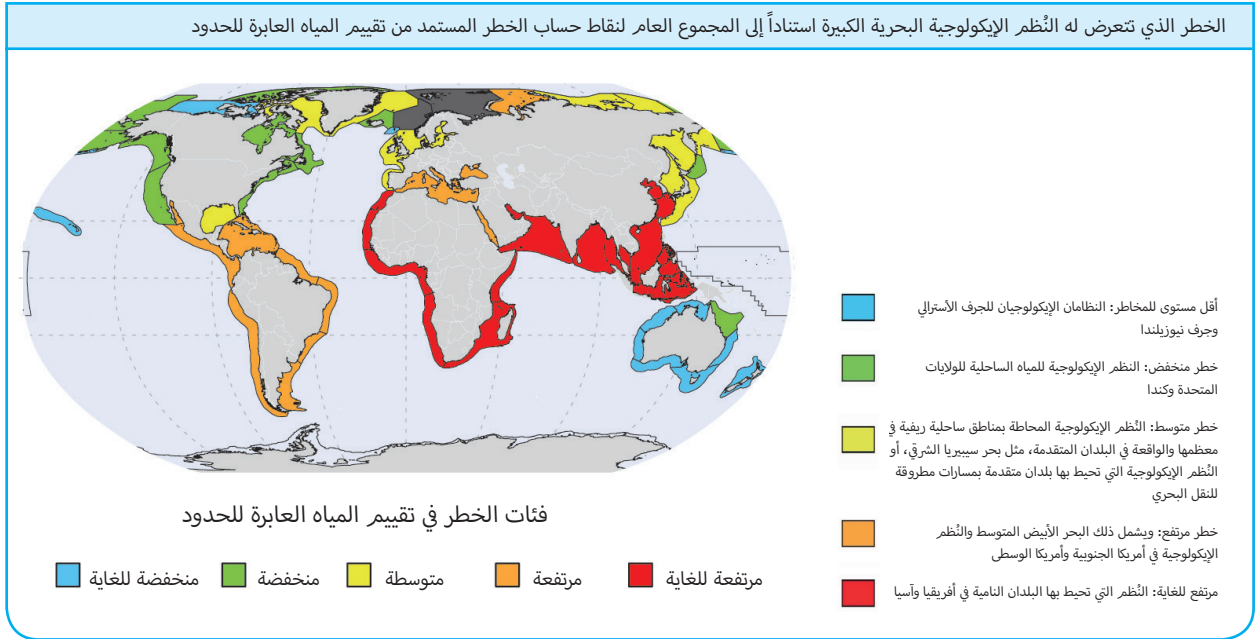 الخطر الذي تتعرض له النُظم الإيكولوجية البحرية الكبيرة استناداً إلى المجموع العام لنقاط حساب الخطر المستمد من تقييم المياه العابرة للحدود
أقل مستوى للمخاطر: النظامان الإيكولوجيان للجرف الأسترالي
وجرف نيوزيلندا
خطر منخفض: النظم الإيكولوجية للمياه الساحلية للولايات
المتحدة وكندا
خطر متوسط: النُظم الإيكولوجية المحاطة بمناطق ساحلية ريفية في
معظمها والواقعة في البلدان المتقدمة، مثل بحر سيبيريا الشرقي، أو
النُظم الإيكولوجية التي تحيط بها بلدان متقدمة بمسارات مطروقة
للنقل البحري
خطر مرتفع: ويشمل ذلك البحر الأبيض المتوسط والنُظم
الإيكولوجية في أمريكا الجنوبية وأمريكا الوسطى
مرتفع للغاية: النُظم التي تحيط بها البلدان النامية في أفريقيا وآسيا
فئات الخطر في تقييم المياه العابرة للحدود
مرتفعة للغاية مرتفعة متوسطة منخفضة منخفضة للغاية